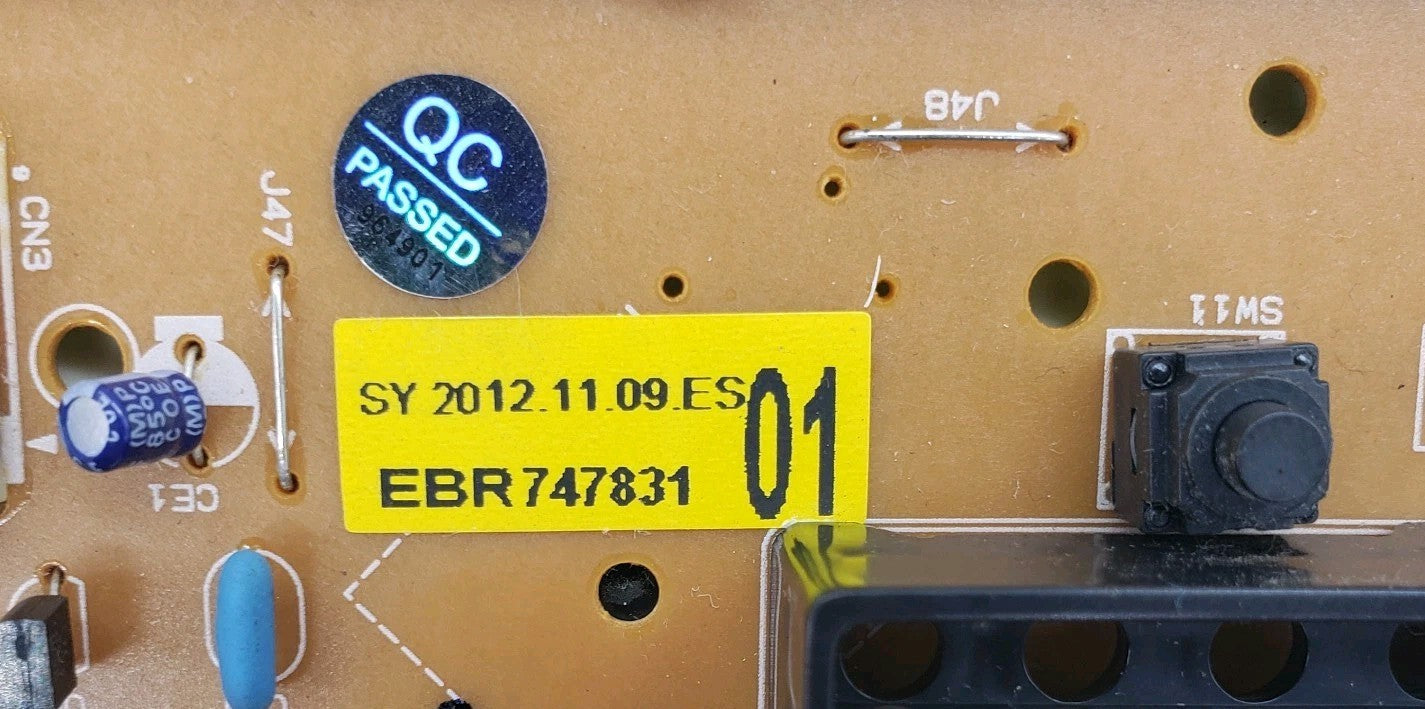 QC
PASSED
964901
J48
J47
CN3
SW11
SY 2012.11.09.ES
EBR747831 01
CE1